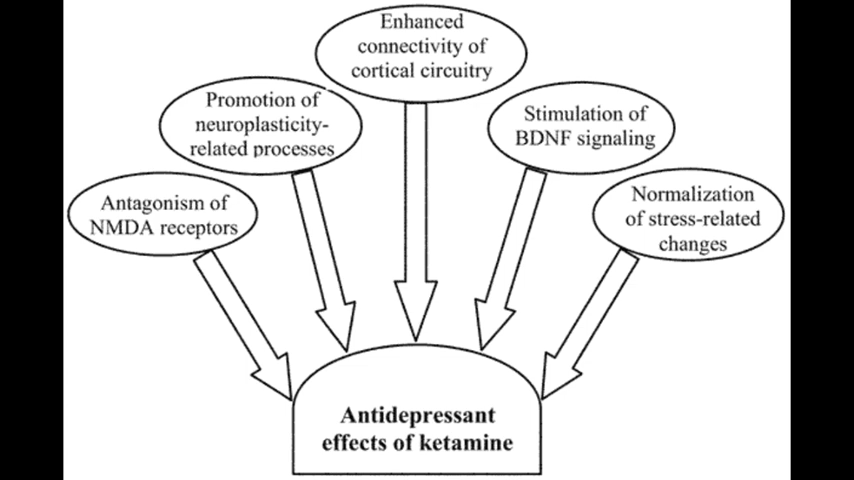 Enhanced
connectivity of
cortical circuitry
Promotion of
neuroplasticity-
related processes
Stimulation of
BDNF signaling
Antagonism of
NMDA receptors
Normalization
of stress-related
changes
Antidepressant
effects of ketamine